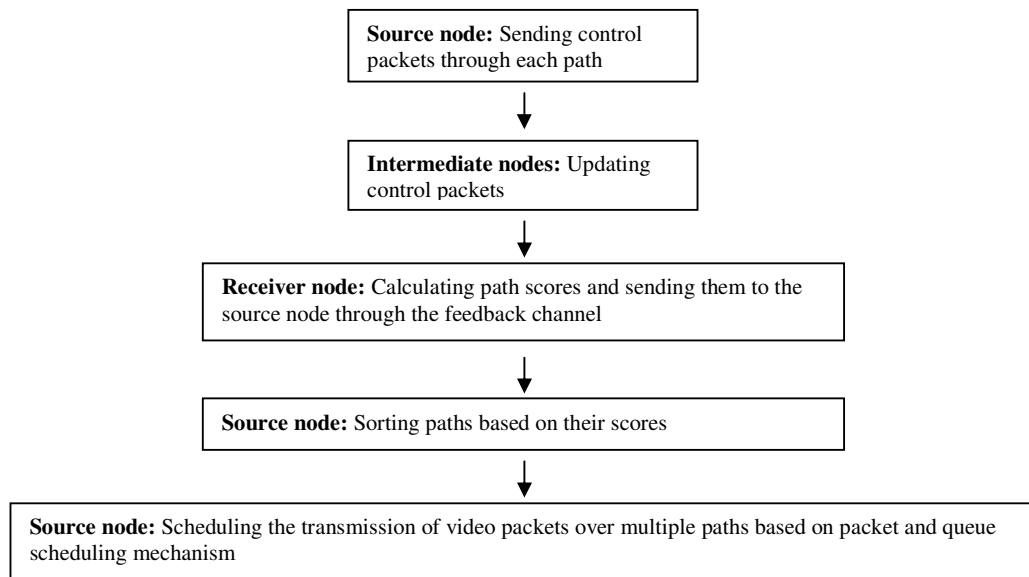 Source node: Sending control
packets through each path
Intermediate nodes: Updating
control packets
Receiver node: Calculating path scores and sending them to the
source node through the feedback channel
Source node: Sorting paths based on their scores
Source node: Scheduling the transmission of video packets over multiple paths based on packet and queue
scheduling mechanism